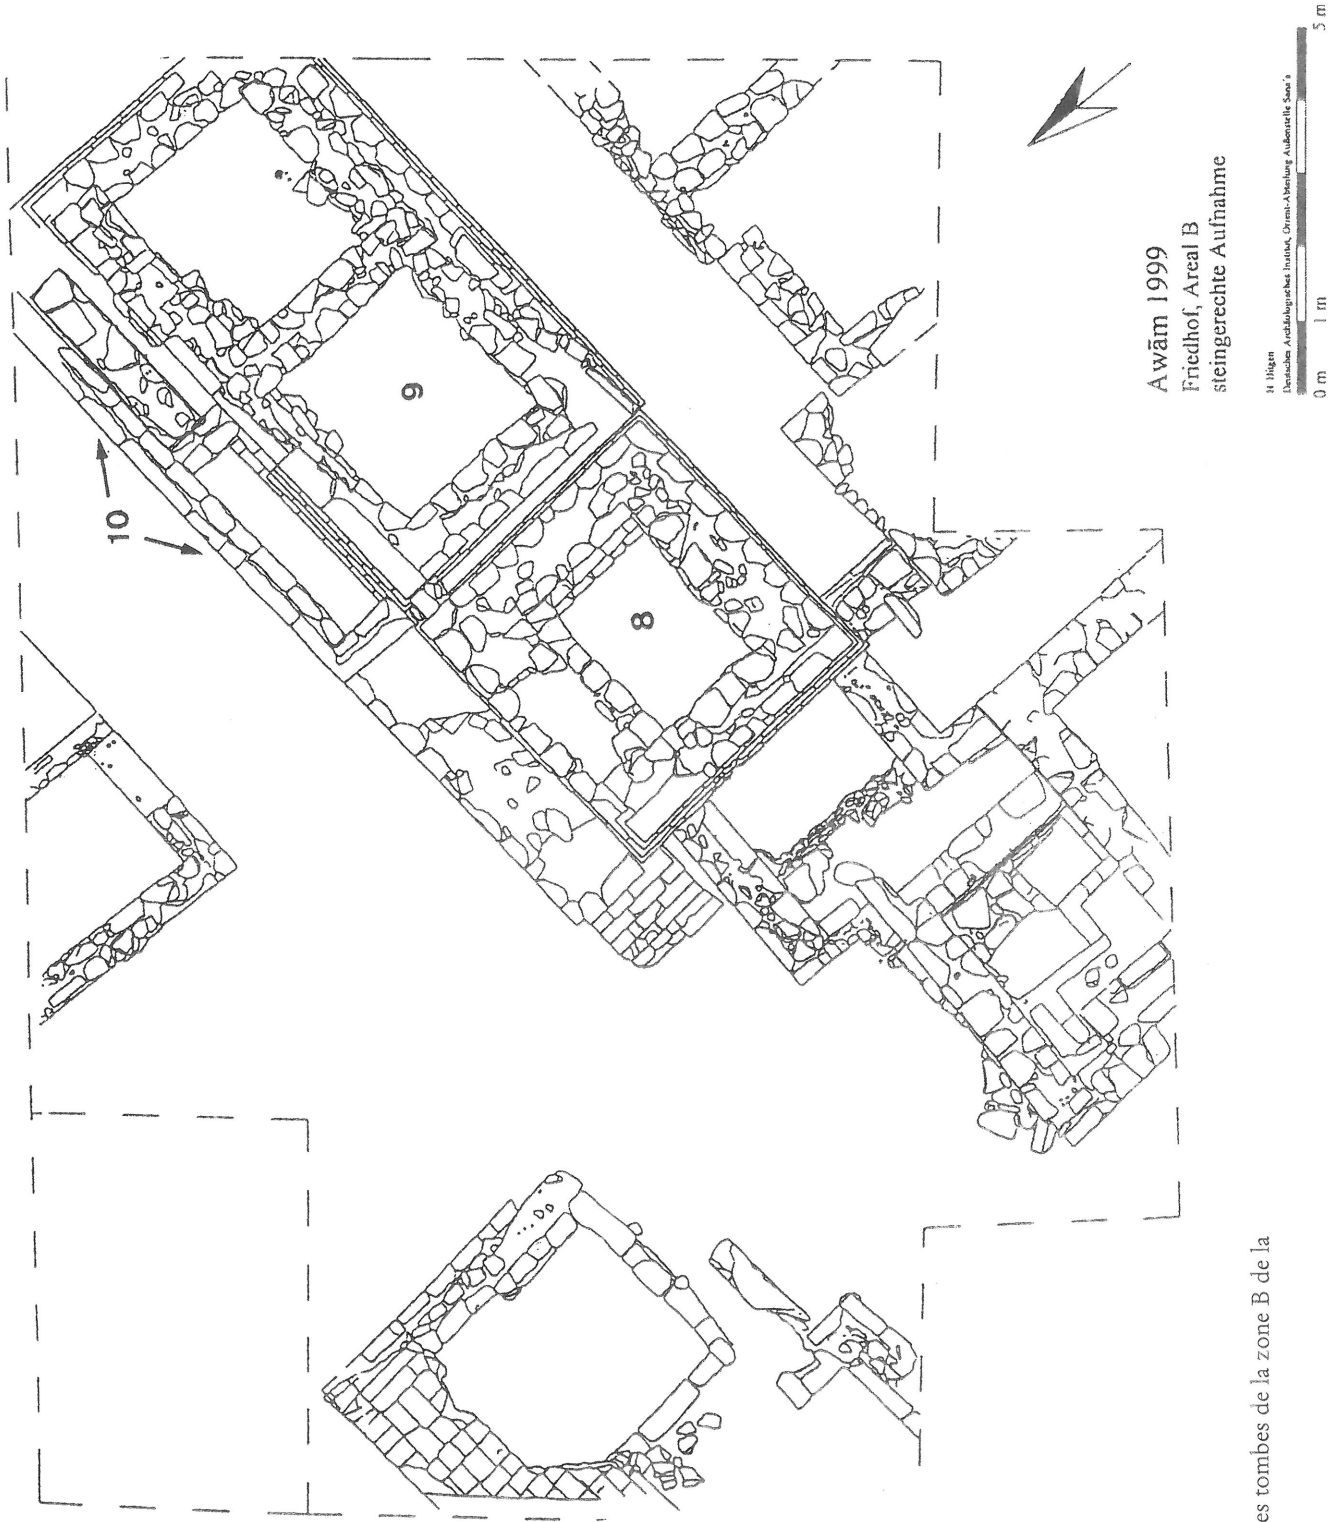 10
9
8
Awām 1999
Friedhof, Areal B
steingerechte Aufnahme
Deutsches Archäologisches Institut, Orient-Abteilung Außenstelle Sana'a
0 m 1 m 5 m
es tombes de la zone B de la